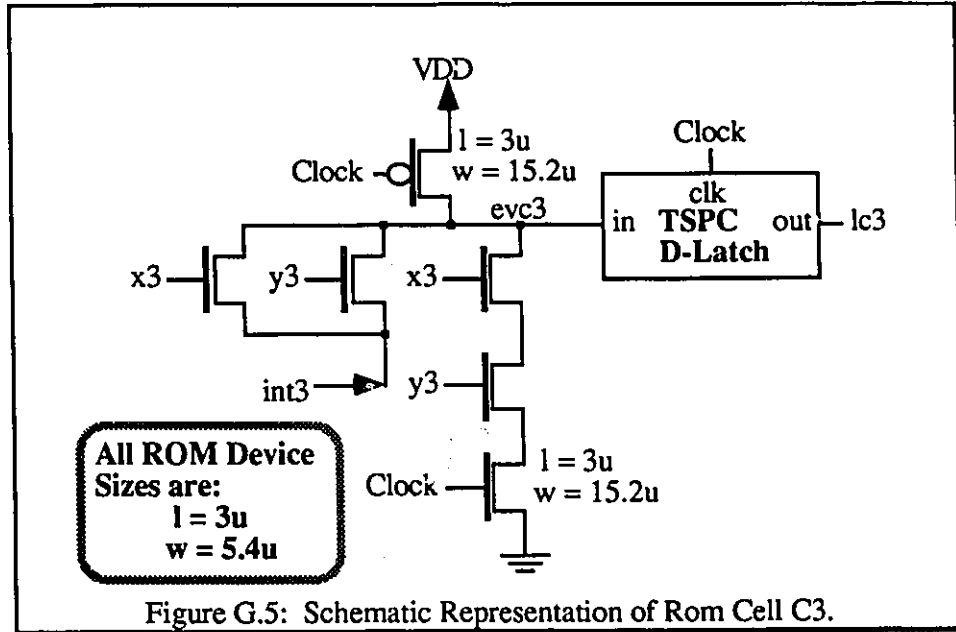 VDD
l = 3u
w = 15.2u
Clock
Clock
clk
evc3
in TSPC out lc3
D-Latch
x3
y3
x3
int3
y3
All ROM Device
Sizes are:
l = 3u
w = 5.4u
Clock
l = 3u
w = 15.2u
Figure G.5: Schematic Representation of Rom Cell C3.